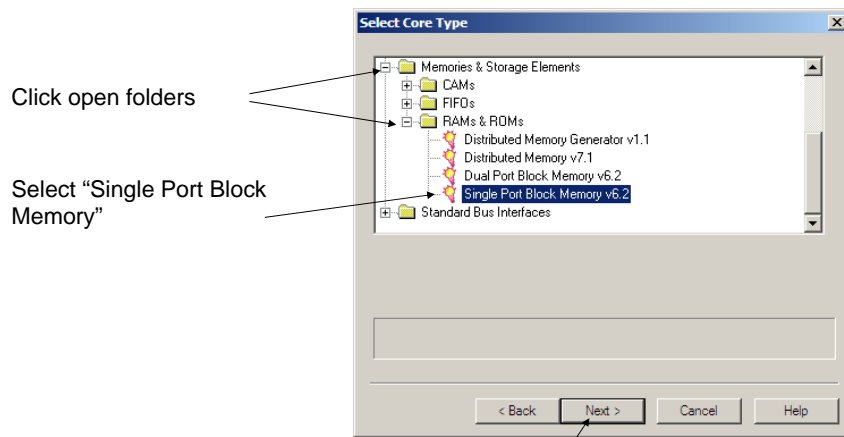 Select Core Type
Memories & Storage Elements
CAMs
Click open folders
FIFOs
RAMs & ROMs
Distributed Memory Generator v1.1
Distributed Memory v7.1
Dual Port Block Memory v6.2
Select “Single Port Block
Memory”
Single Port Block Memory v6.2
Standard Bus Interfaces
< Back
Next >
Cancel
Help